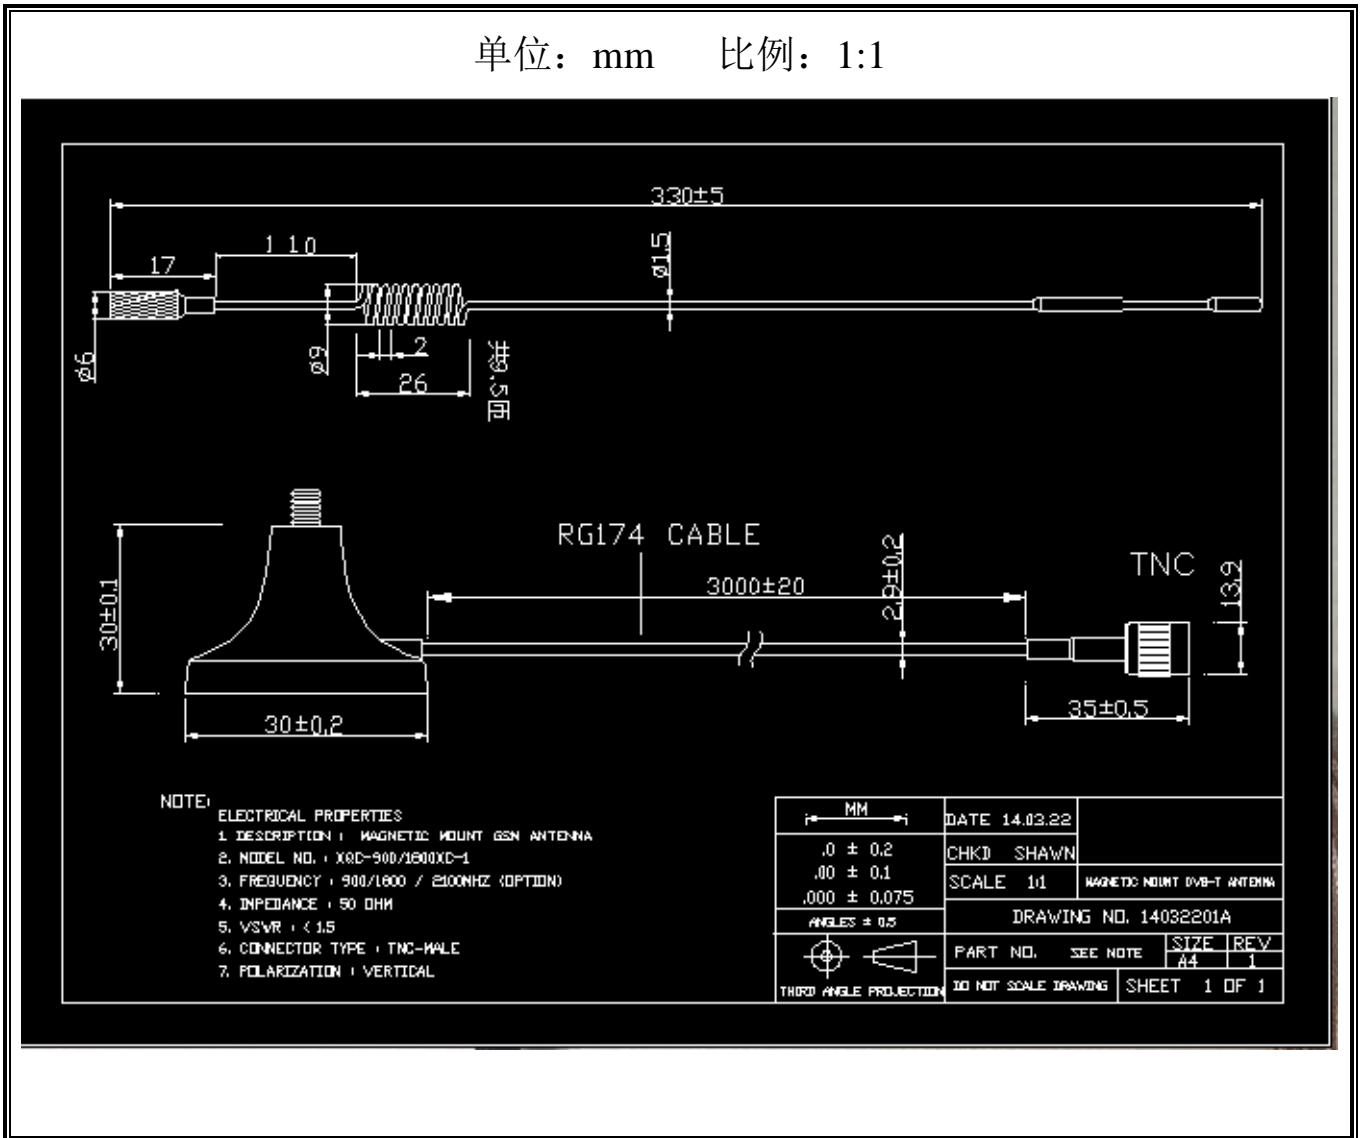 单位：mm 比例：1:1
330±5
110
17
ø1.5
ø6
ø9
2
26
共9.5匝
RG174 CABLE
TNC
3000±20
2.9±0.2
13.9
30±0.1
30±0.2
35±0.5
NOTE:
ELECTRICAL PROPERTIES
1 DESCRIPTION : MAGNETIC MOUNT GSN ANTENNA
2. MODEL NO. : XQC-900/1800XC-1
3. FREQUENCY : 900/1800 / 2100MHZ (OPTION)
4. IMPEDANCE : 50 OHM
5. VSWR : < 1.5
6. CONNECTOR TYPE : TNC-MALE
7. POLARIZATION : VERTICAL
MM
.0 ± 0.2
.00 ± 0.1
.000 ± 0.075
ANGLES ± 0.5
THIRD ANGLE PROJECTION
DATE 14.03.22
CHKD SHAWN
SCALE 1:1
MAGNETIC MOUNT DVB-T ANTENNA
DRAWING NO. 14032201A
PART NO. SEE NOTE
SIZE REV
A4 1
DO NOT SCALE DRAWING
SHEET 1 OF 1